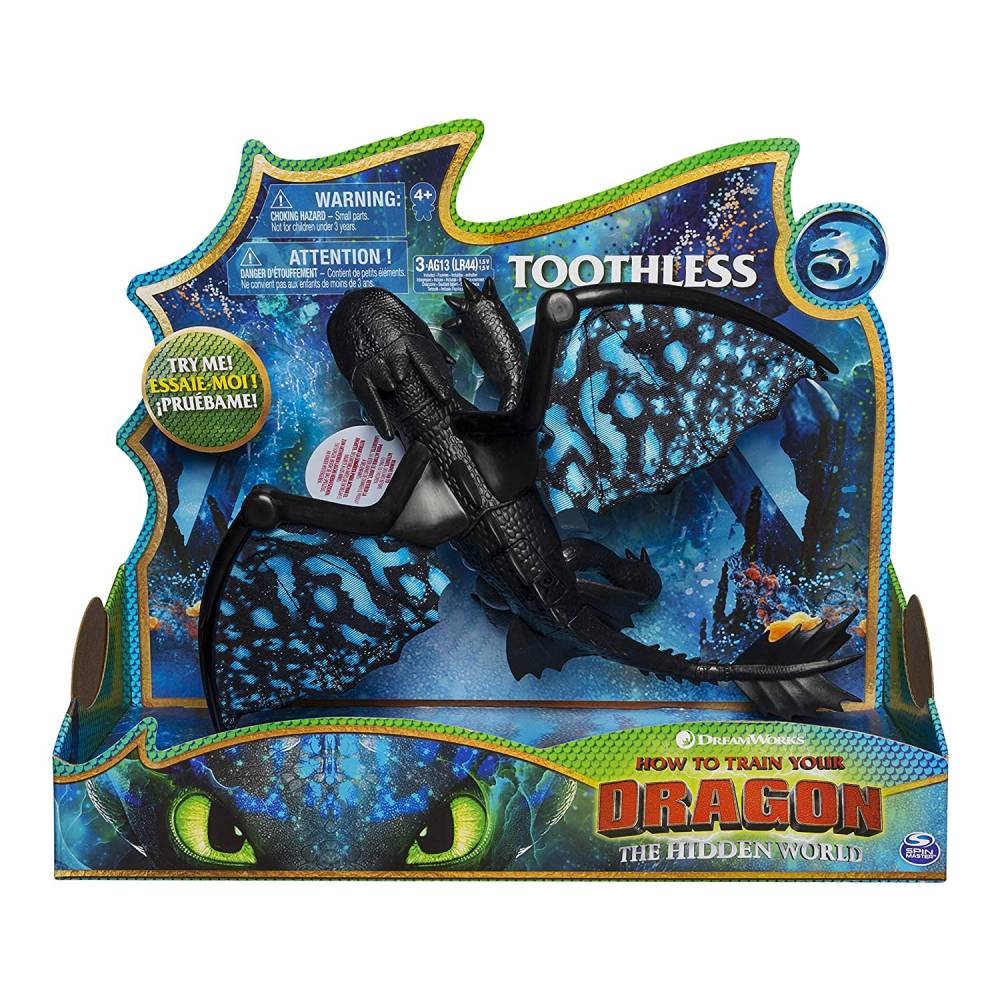 WARNING:
CHOKING HAZARD – Small parts.
Not for children under 3 years.
4+
ATTENTION !
DANGER D'ÉTOUFFEMENT – Contient de petits éléments.
Ne convient pas aux enfants de moins de 3 ans.
3-AG13 (LR44)
TOOTHLESS
TRY ME!
ESSAIE-MOI !
¡PRUÉBAME!
DREAMWORKS
HOW TO TRAIN YOUR
DRAGON
THE HIDDEN WORLD
SPIN
MASTER